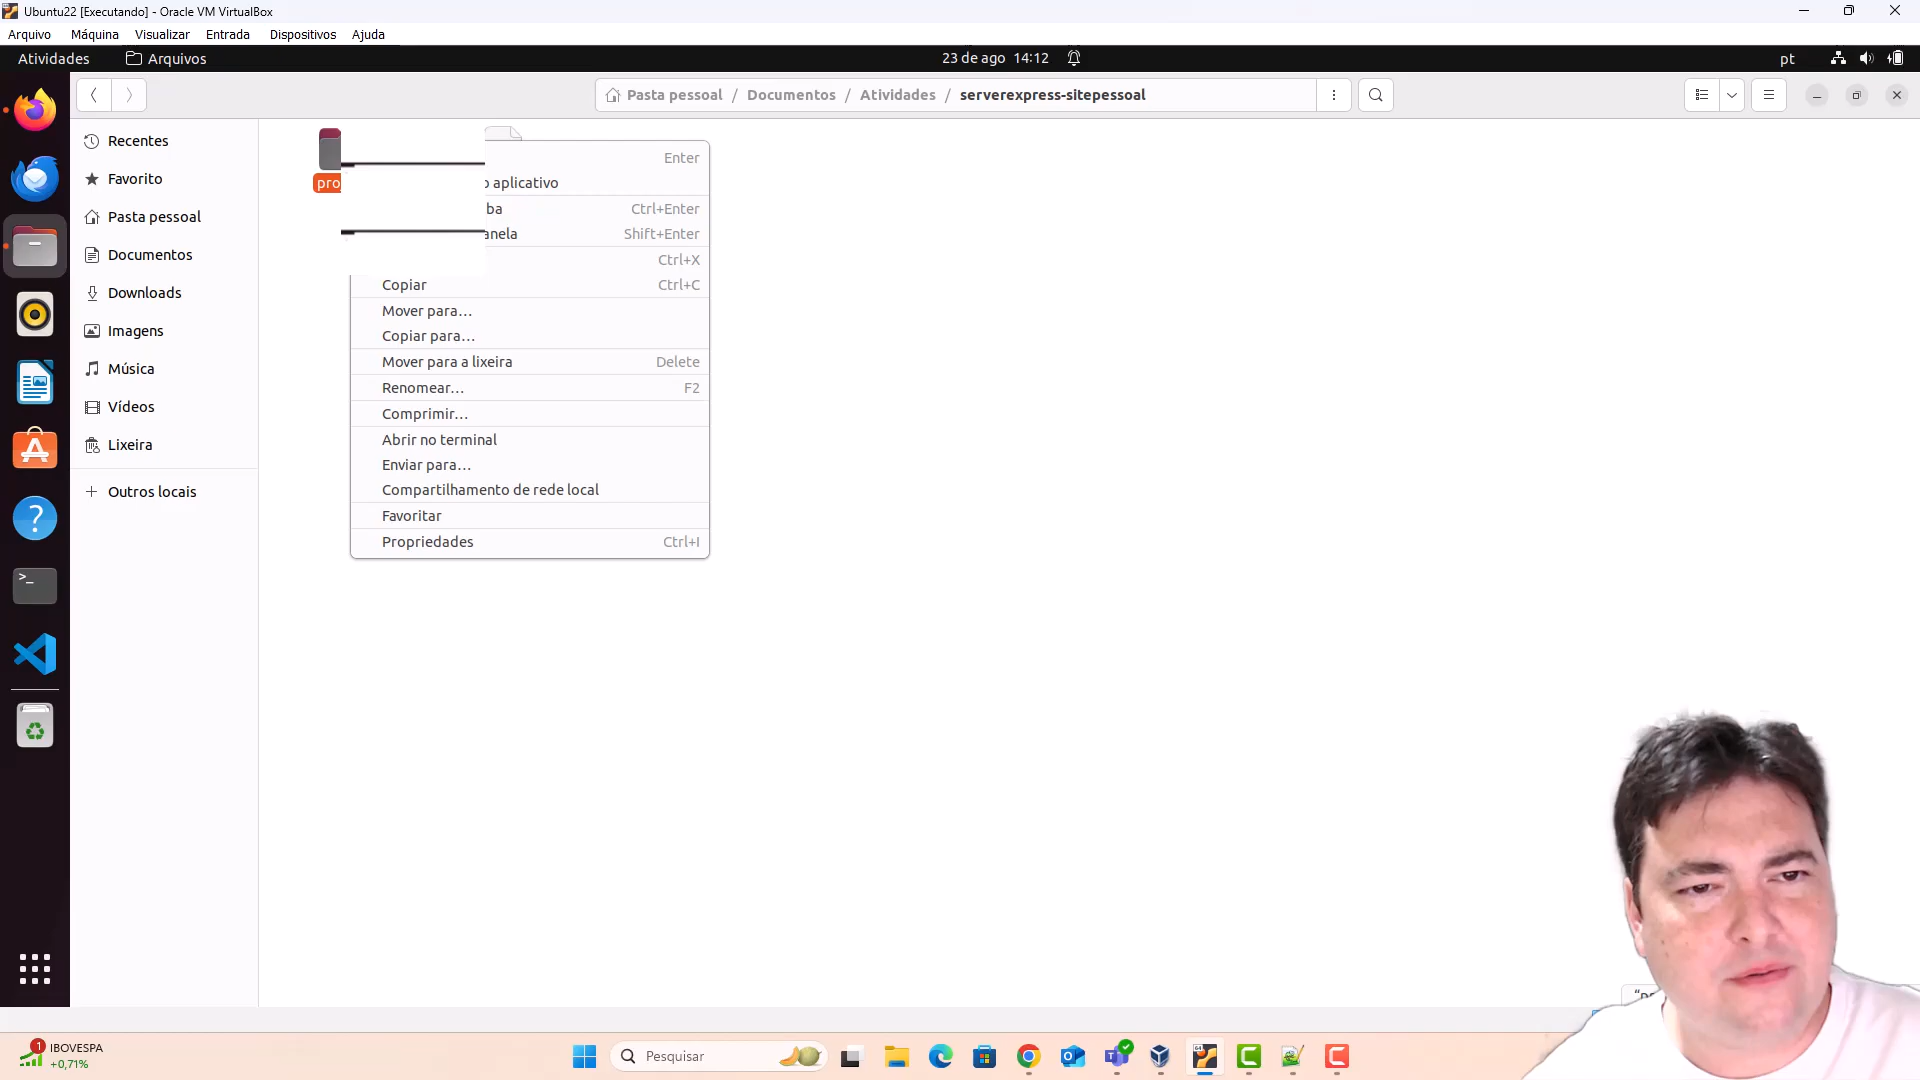 Ubuntu22 [Executando] - Oracle VM VirtualBox
Arquivo Máquina Visualizar Entrada Dispositivos Ajuda
Atividades Arquivos 23 de ago 14:12 pt
Pasta pessoal / Documentos / Atividades / serverexpress-sitepessoal
Recentes
Favorito
Pasta pessoal
Documentos
Downloads
Imagens
Música
Vídeos
Lixeira
Outros locais
pro
Enter
o aplicativo
ba Ctrl+Enter
anela Shift+Enter
Ctrl+X
Copiar Ctrl+C
Mover para…
Copiar para…
Mover para a lixeira Delete
Renomear… F2
Comprimir…
Abrir no terminal
Enviar para…
Compartilhamento de rede local
Favoritar
Propriedades Ctrl+I
1
IBOVESPA
+0,71%
Pesquisar